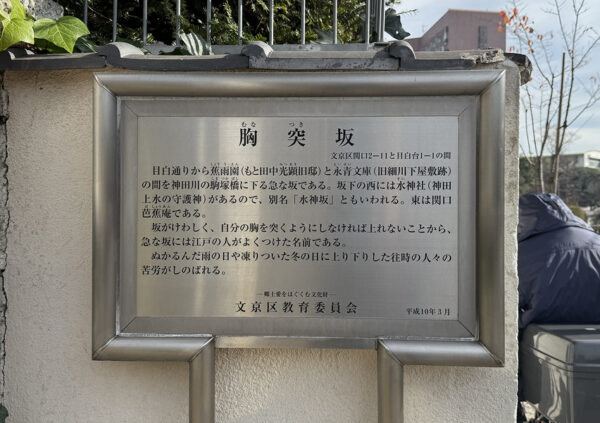 胸突坂
むな つき
文京区関口2−11と目白台1−1の間
目白通りから蕉雨園(もと田中光顕旧邸)と永青文庫(旧細川下屋敷跡)
の間を神田川の駒塚橋に下る急な坂である。坂下の西には水神社(神田
上水の守護神)があるので、別名「水神坂」ともいわれる。東は関口
芭蕉庵である。
坂がけわしく、自分の胸を突くようにしなければ上れないことから、
急な坂には江戸の人がよくつけた名前である。
ぬかるんだ雨の日や凍りついた冬の日に上り下りした往時の人々の
苦労がしのばれる。
―郷土愛をはぐくむ文化財―
文京区教育委員会
平成10年3月